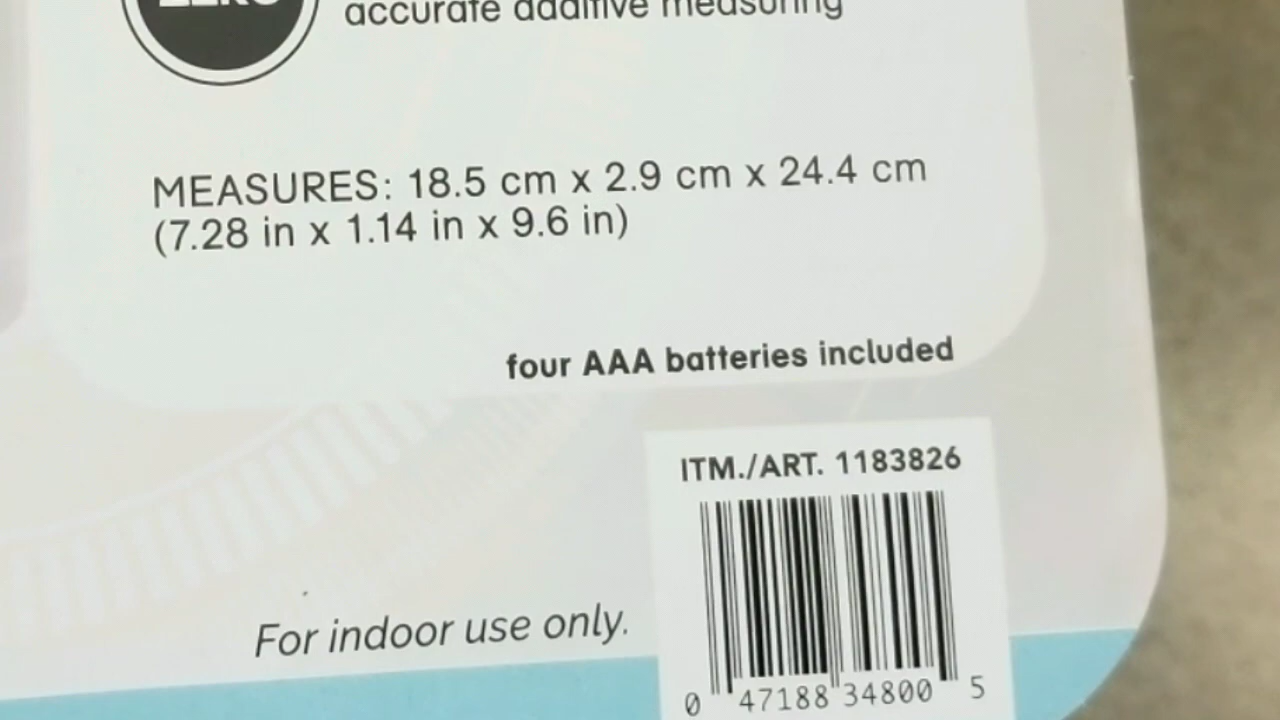 ZERO
accurate additive measuring
MEASURES: 18.5 cm x 2.9 cm x 24.4 cm
(7.28 in x 1.14 in x 9.6 in)
four AAA batteries included
ITM./ART. 1183826
For indoor use only.
0 47188 34800 5